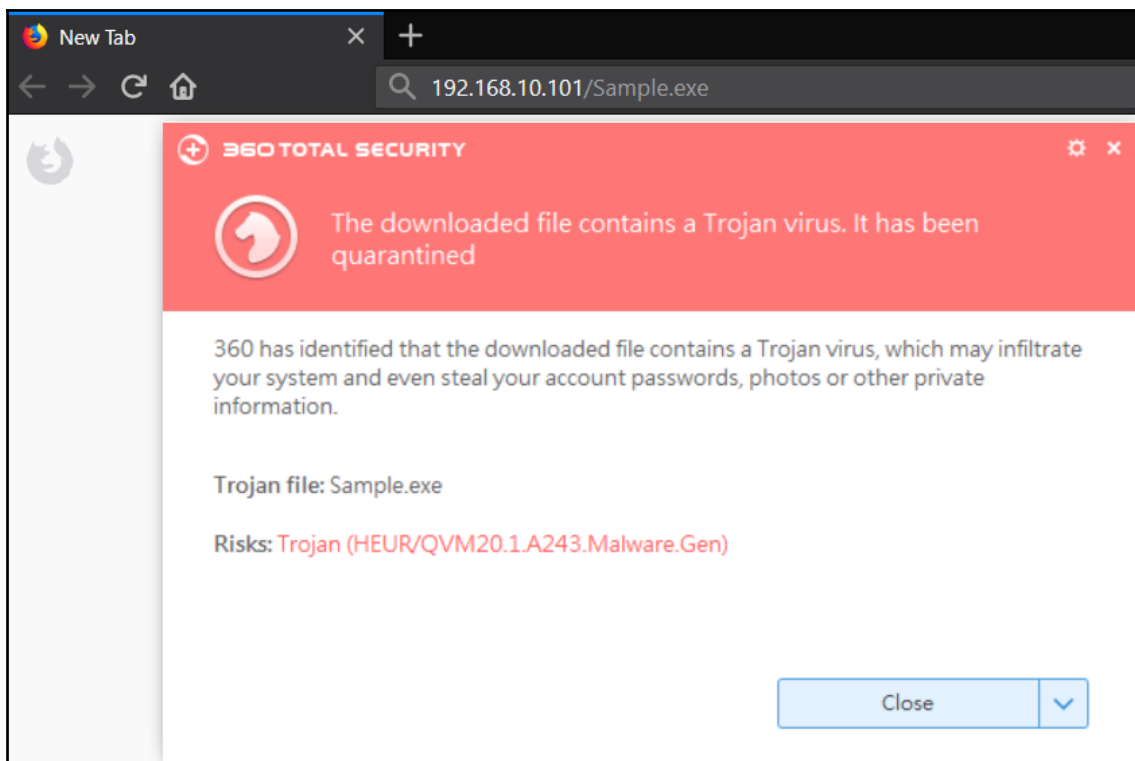 New Tab
192.168.10.101/Sample.exe
360 TOTAL SECURITY
The downloaded file contains a Trojan virus. It has been
quarantined
360 has identified that the downloaded file contains a Trojan virus, which may infiltrate
your system and even steal your account passwords, photos or other private
information.
Trojan file: Sample.exe
Risks: Trojan (HEUR/QVM20.1.A243.Malware.Gen)
Close